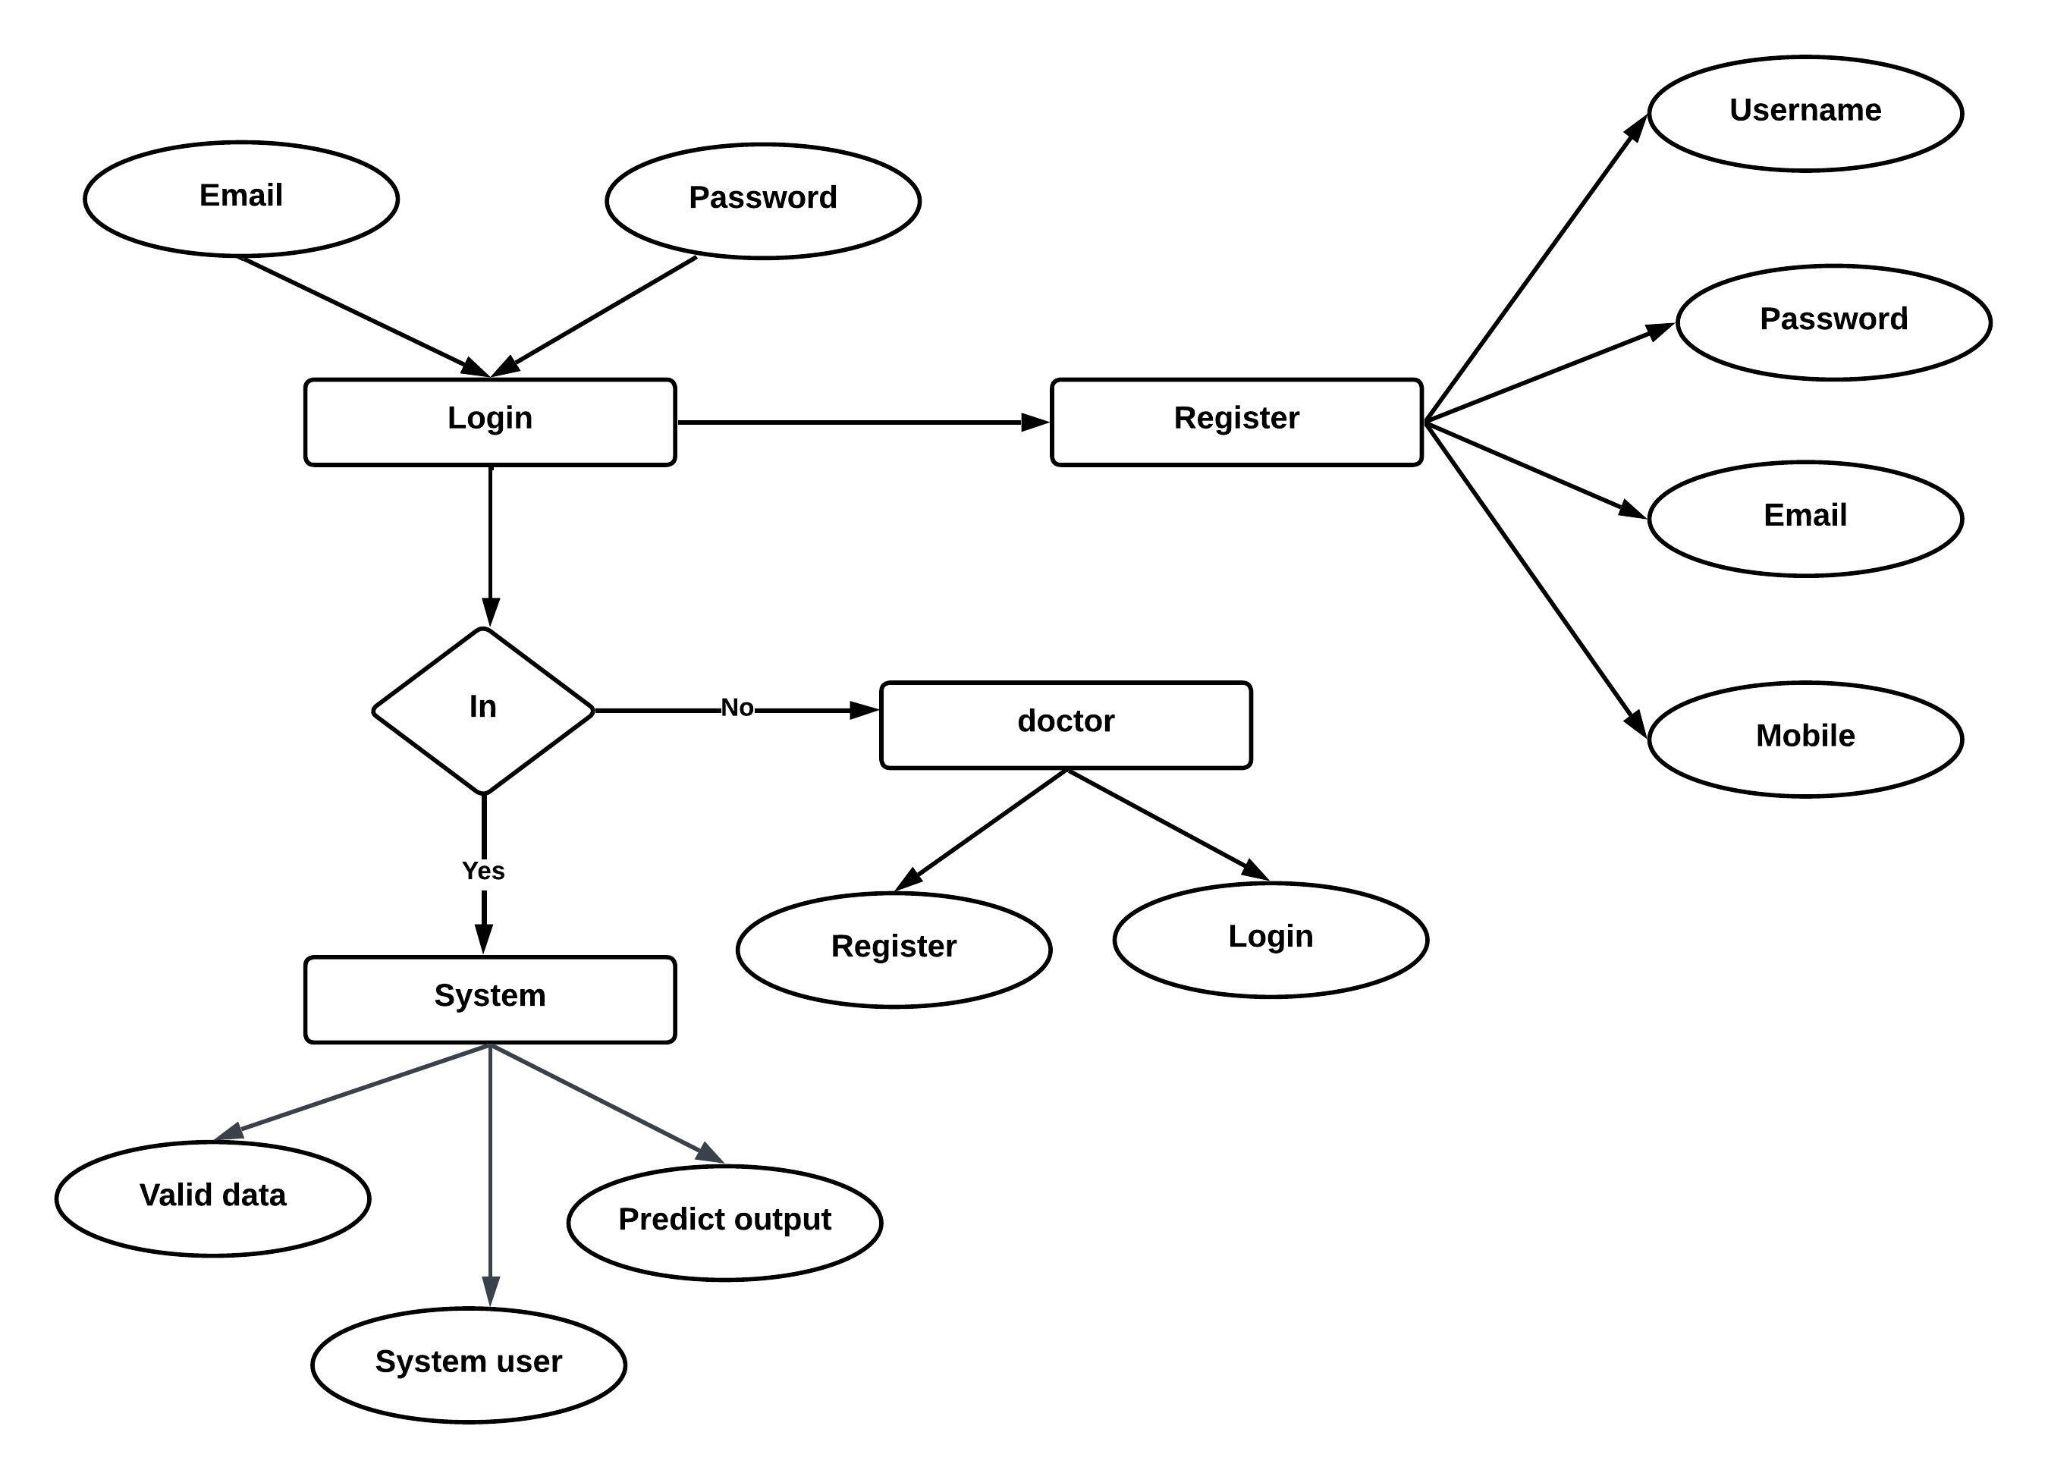 Username
Email
Password
Password
Login
Register
Email
In
No
doctor
Mobile
Yes
Register
Login
System
Valid data
Predict output
System user